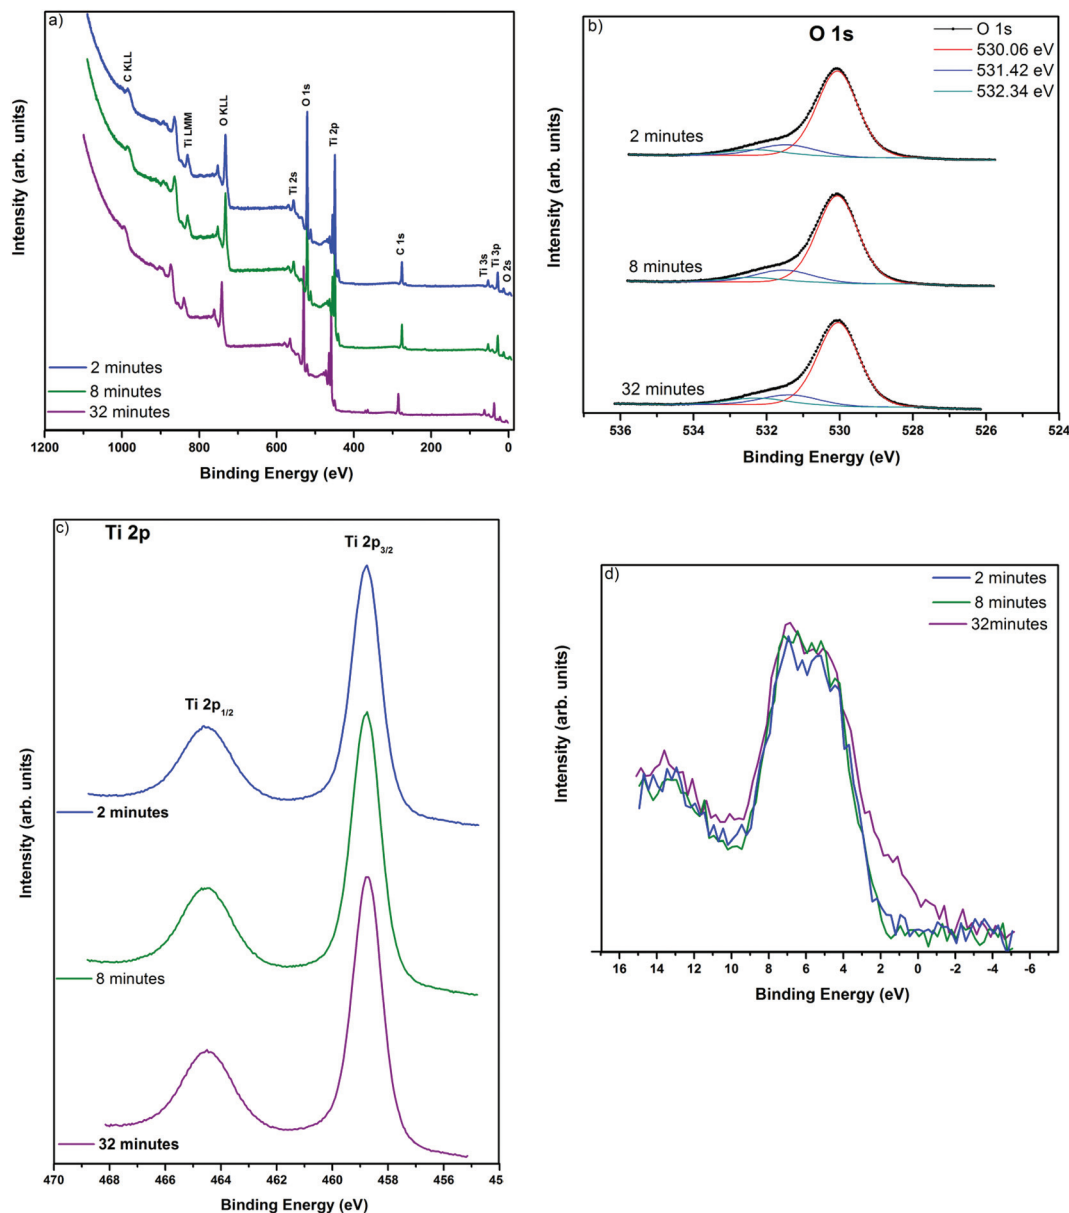 a)
C KLL
Ti LMM
O KLL
Ti 2s
O 1s
Ti 2p
C 1s
Ti 3s
Ti 3p
O 2s
2 minutes
8 minutes
32 minutes
1200 1000 800 600 400 200 0
Binding Energy (eV)
Intensity (arb. units)
b)
O 1s
O 1s
530.06 eV
531.42 eV
532.34 eV
2 minutes
8 minutes
32 minutes
536 534 532 530 528 526 524
Binding Energy (eV)
Intensity (arb. units)
c) Ti 2p
Ti 2p3/2
Ti 2p1/2
2 minutes
8 minutes
32 minutes
470 468 466 464 462 460 458 456 45
Binding Energy (eV)
Intensity (arb. units)
d)
2 minutes
8 minutes
32minutes
16 14 12 10 8 6 4 2 0 -2 -4 -6
Binding Energy (eV)
Intensity (arb. units)